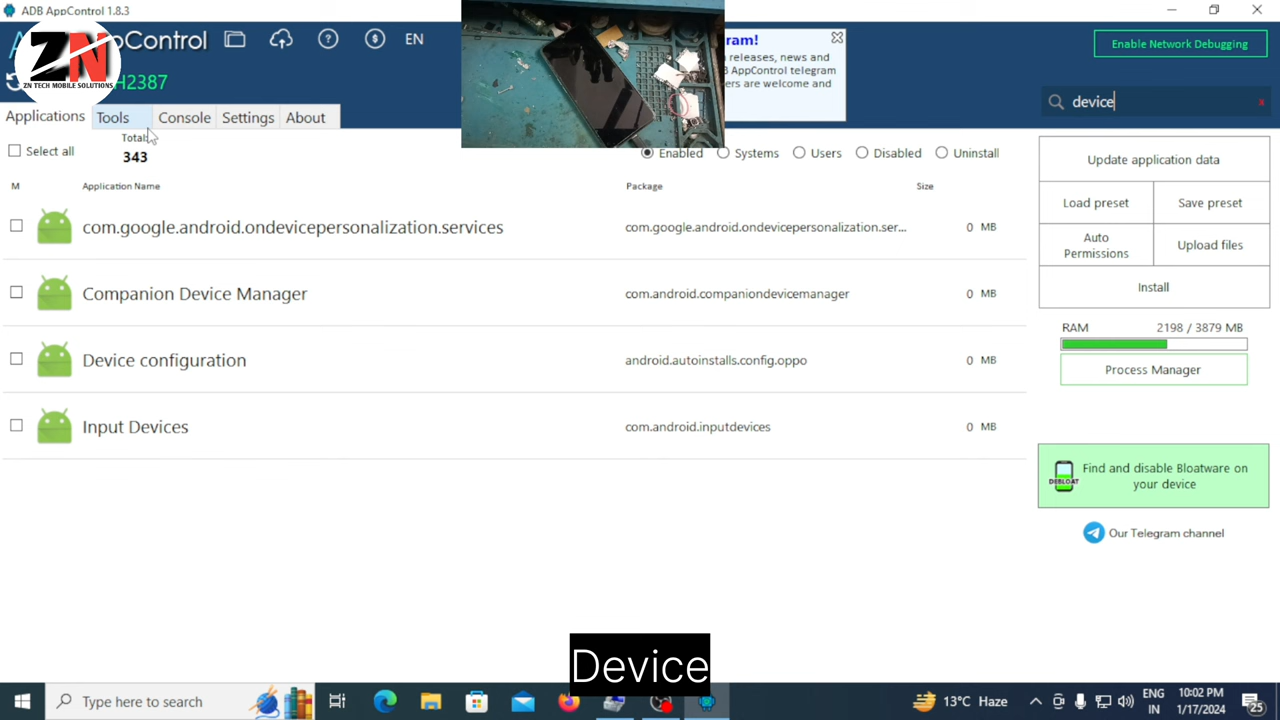 ADB AppControl 1.8.3
ZN
ZN TECH MOBILE SOLUTIONS
AppControl
EN
H2387
ram!
releases, news and
B AppControl telegram
ers are welcome and
Enable Network Debugging
device
x
Applications
Tools
Console
Settings
About
Select all
Total
343
Enabled
Systems
Users
Disabled
Uninstall
M
Application Name
Package
Size
com.google.android.ondevicepersonalization.services
com.google.android.ondevicepersonalization.ser...
0 MB
Companion Device Manager
com.android.companiondevicemanager
0 MB
Device configuration
android.autoinstalls.config.oppo
0 MB
Input Devices
com.android.inputdevices
0 MB
Update application data
Load preset
Save preset
Auto
Permissions
Upload files
Install
RAM
2198 / 3879 MB
Process Manager
DEBLOAT
Find and disable Bloatware on
your device
Our Telegram channel
Device
Type here to search
13°C Haze
ENG
IN
10:02 PM
1/17/2024
25